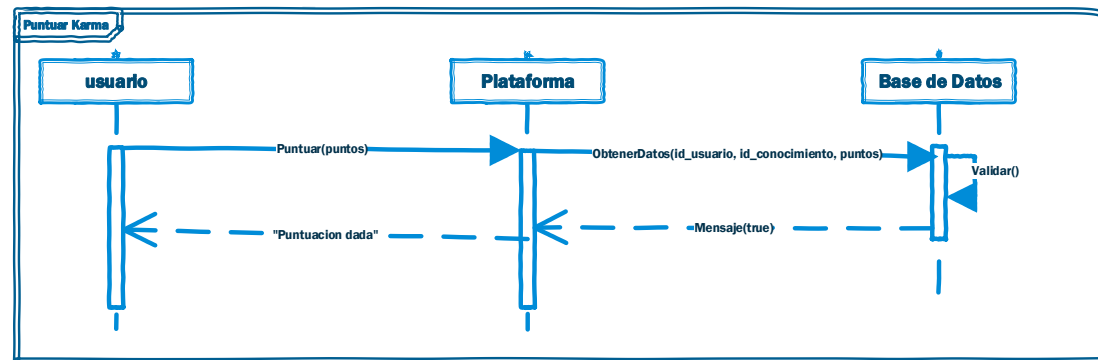 Puntuar Karma
usuario
Plataforma
Base de Datos
Puntuar(puntos)
ObtenerDatos(id_usuario, id_conocimiento, puntos)
Validar()
"Puntuacion dada"
Mensaje(true)